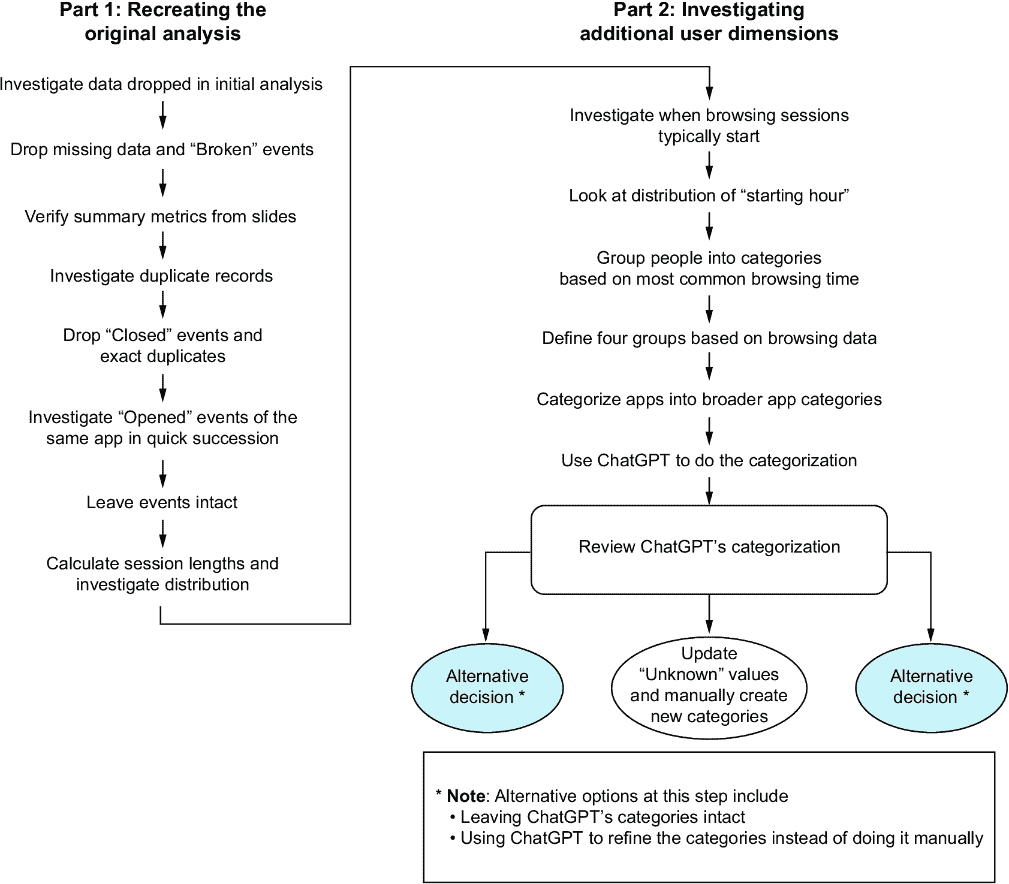 Part 1: Recreating the
original analysis
Investigate data dropped in initial analysis
Drop missing data and “Broken” events
Verify summary metrics from slides
Investigate duplicate records
Drop “Closed” events and
exact duplicates
Investigate “Opened” events of the
same app in quick succession
Leave events intact
Calculate session lengths and
investigate distribution
Part 2: Investigating
additional user dimensions
Investigate when browsing sessions
typically start
Look at distribution of “starting hour”
Group people into categories
based on most common browsing time
Define four groups based on browsing data
Categorize apps into broader app categories
Use ChatGPT to do the categorization
Review ChatGPT’s categorization
Alternative
decision *
Update
“Unknown” values
and manually create
new categories
Alternative
decision *
* Note: Alternative options at this step include
• Leaving ChatGPT’s categories intact
• Using ChatGPT to refine the categories instead of doing it manually